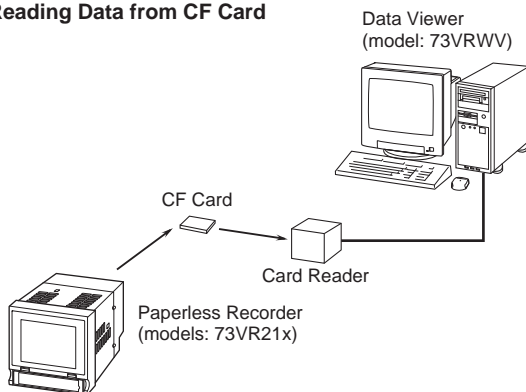 Reading Data from CF Card
Data Viewer
(model: 73VRWV)
CF Card
Card Reader
Paperless Recorder
(models: 73VR21x)